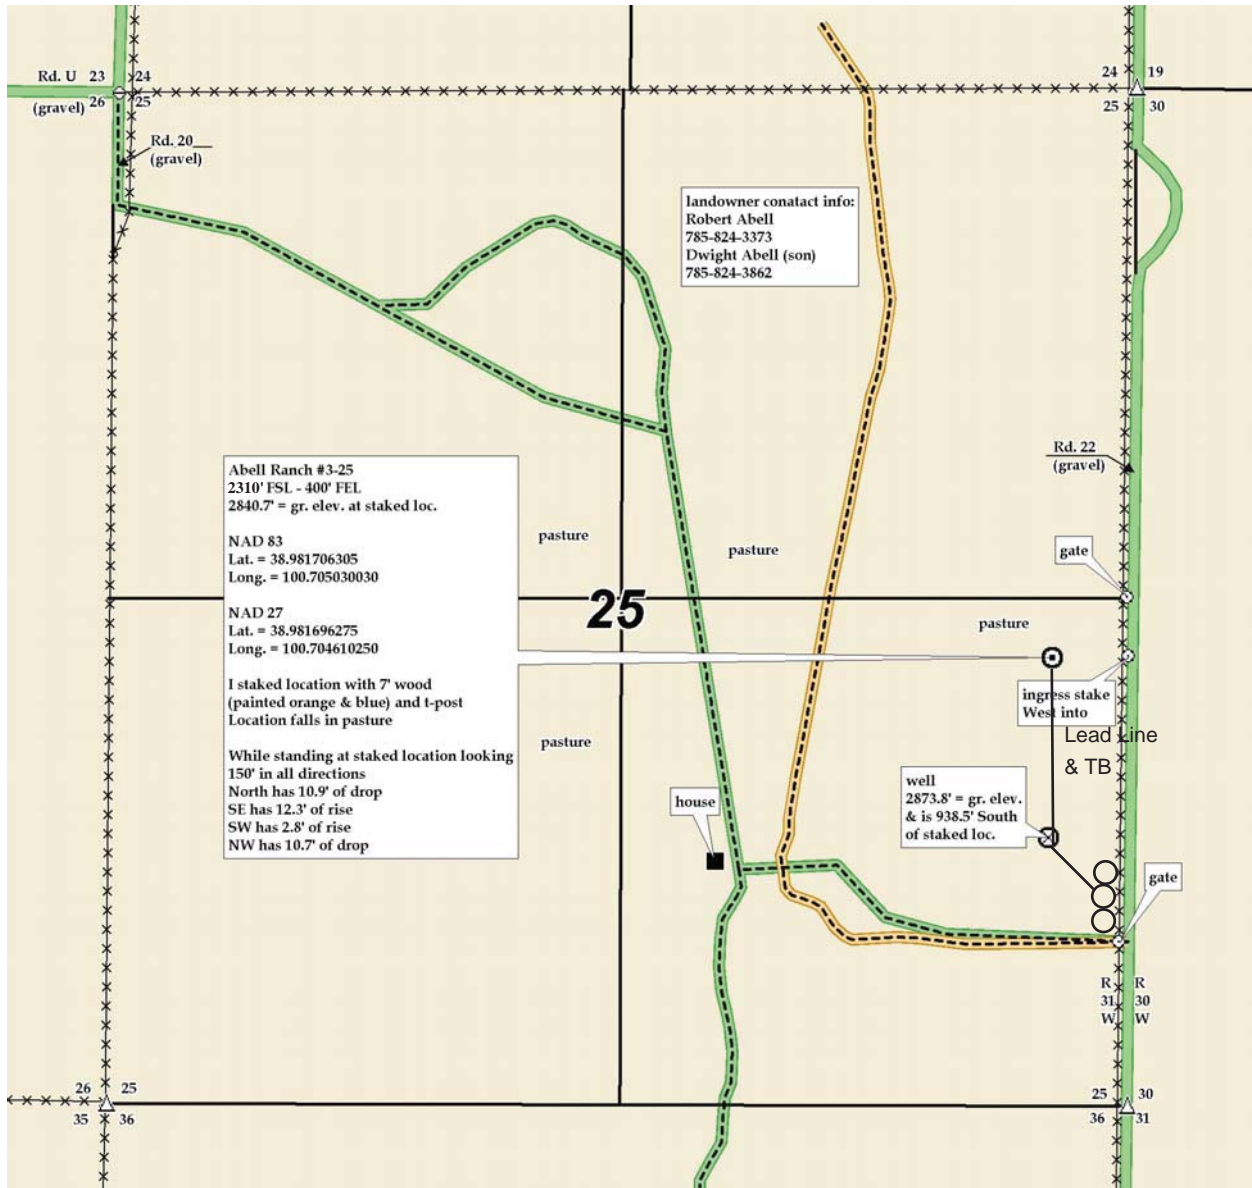 Rd. U 23 24
(gravel) 26 25
24 19
25 30
Rd. 20
(gravel)
landowner conatact info:
Robert Abell
785-824-3373
Dwight Abell (son)
785-824-3862
Rd. 22
(gravel)
Abell Ranch #3-25
2310' FSL - 400' FEL
2840.7' = gr. elev. at staked loc.
NAD 83
Lat. = 38.981706305
Long. = 100.705030030
NAD 27
Lat. = 38.981696275
Long. = 100.704610250
I staked location with 7' wood
(painted orange & blue) and t-post
Location falls in pasture
While standing at staked location looking
150' in all directions
North has 10.9' of drop
SE has 12.3' of rise
SW has 2.8' of rise
NW has 10.7' of drop
pasture
pasture
gate
25
pasture
ingress stake
West into
Lead Line
& TB
pasture
house
well
2873.8' = gr. elev.
& is 938.5' South
of staked loc.
gate
R R
31 30
W W
26 25
35 36
25 30
36 31